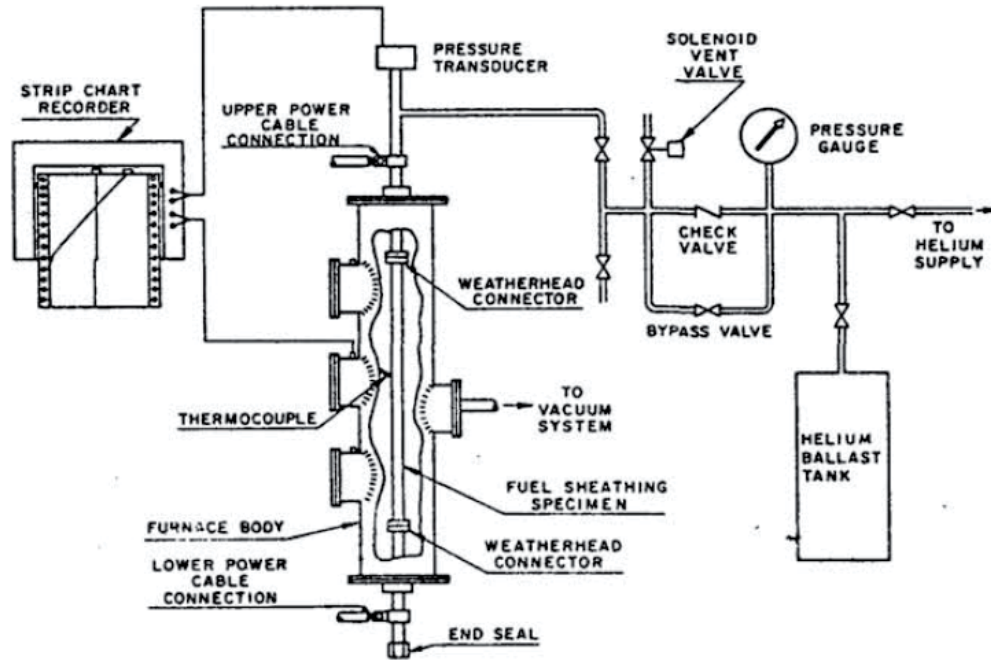 SOLENOID
VENT
VALVE
PRESSURE
TRANSDUCER
STRIP CHART
RECORDER
UPPER POWER
CABLE
CONNECTION
PRESSURE
GAUGE
CHECK
VALVE
TO
HELIUM
SUPPLY
WEATHERHEAD
CONNECTOR
BYPASS VALVE
THERMOCOUPLE
TO
VACUUM
SYSTEM
HELIUM
BALLAST
TANK
FUEL SHEATHING
SPECIMEN
FURNACE BODY
WEATHERHEAD
CONNECTOR
LOWER POWER
CABLE
CONNECTION
END SEAL